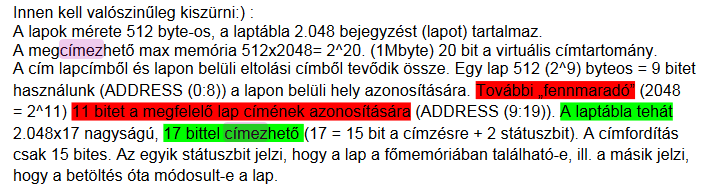 Innen kell valószinűleg kiszűrni:) :
A lapok mérete 512 byte-os, a laptábla 2.048 bejegyzést (lapot) tartalmaz.
A megcímezhető max memória 512x2048= 2^20. (1Mbyte) 20 bit a virtuális címtartomány.
A cím lapcímből és lapon belüli eltolási címből tevődik össze. Egy lap 512 (2^9) byteos = 9 bitet
használunk (ADDRESS (0:8)) a lapon belüli hely azonosítására. További „fennmaradó” (2048
= 2^11) 11 bitet a megfelelő lap címének azonosítására (ADDRESS (9:19)). A laptábla tehát
2.048x17 nagyságú, 17 bittel címezhető (17 = 15 bit a címzésre + 2 státuszbit). A címfordítás
csak 15 bites. Az egyik státuszbit jelzi, hogy a lap a főmemóriában található-e, ill. a másik jelzi,
hogy a betöltés óta módosult-e a lap.